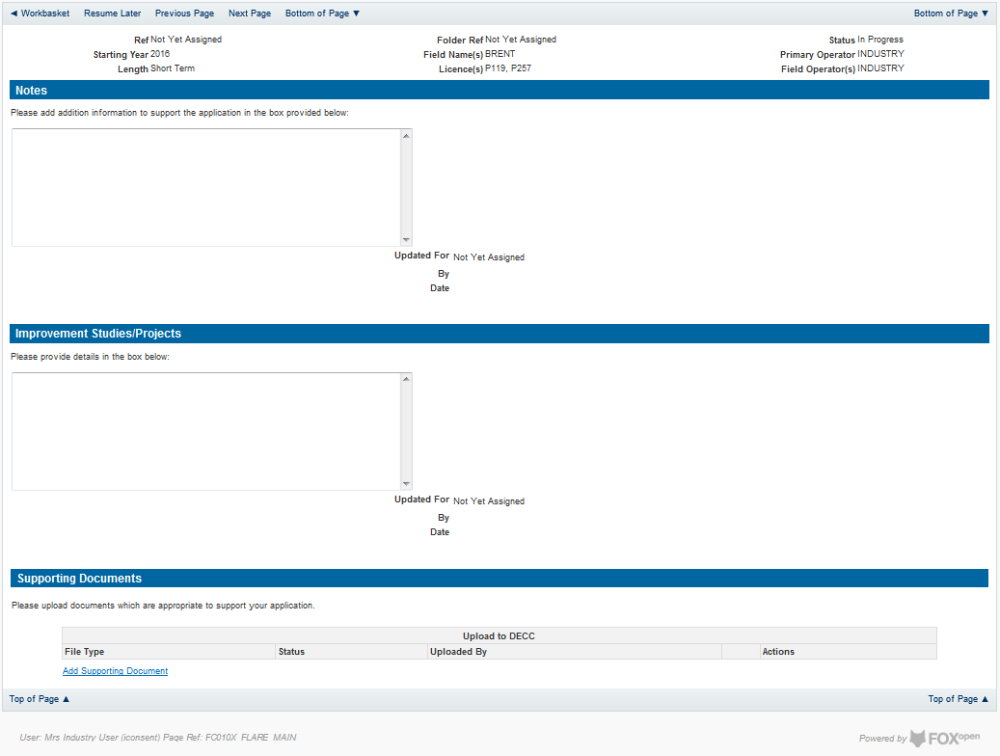 ◄ Workbasket Resume Later Previous Page Next Page Bottom of Page ▼ Bottom of Page ▼
Ref Not Yet Assigned Folder Ref Not Yet Assigned Status In Progress
Starting Year 2016 Field Name(s) BRENT Primary Operator INDUSTRY
Length Short Term Licence(s) P119, P257 Field Operator(s) INDUSTRY
Notes
Please add addition information to support the application in the box provided below:
Updated For Not Yet Assigned
By
Date
Improvement Studies/Projects
Please provide details in the box below:
Updated For Not Yet Assigned
By
Date
Supporting Documents
Please upload documents which are appropriate to support your application.
Upload to DECC
File Type Status Uploaded By Actions
Add Supporting Document
Top of Page ▲ Top of Page ▲
User: Mrs Industry User (iconsent) Page Ref: FC010X_FLARE_MAIN Powered by FOXopen